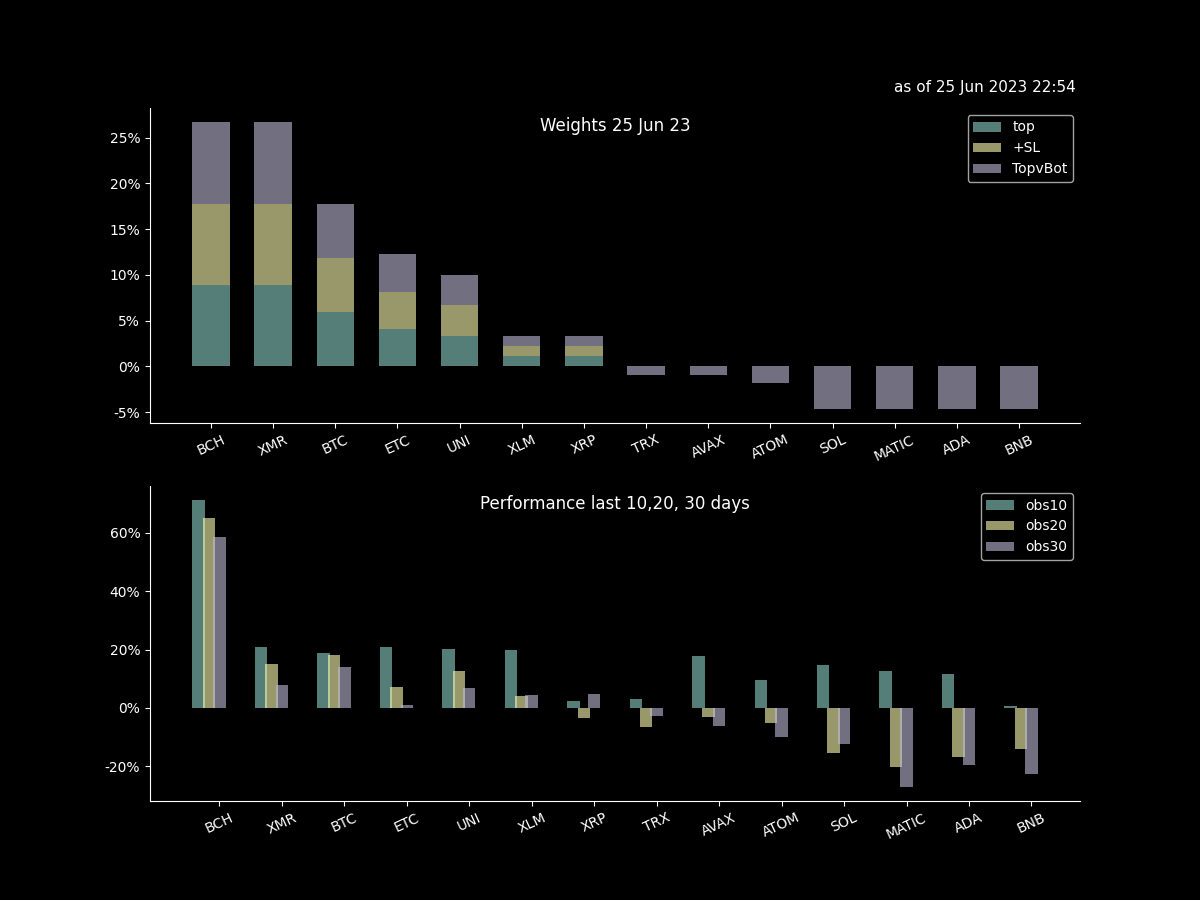 as of 25 Jun 2023 22:54
Weights 25 Jun 23
top
+SL
TopvBot
25%
20%
15%
10%
5%
0%
-5%
BCH XMR BTC ETC UNI XLM XRP TRX AVAX ATOM SOL MATIC ADA BNB
Performance last 10,20, 30 days
obs10
obs20
obs30
60%
40%
20%
0%
-20%
BCH XMR BTC ETC UNI XLM XRP TRX AVAX ATOM SOL MATIC ADA BNB